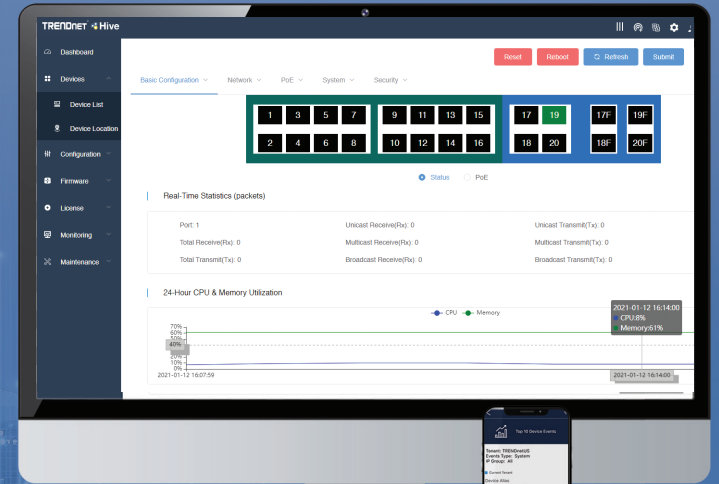 TRENDnet Hive
Dashboard
Devices
Device List
Device Location
Configuration
Firmware
License
Monitoring
Maintenance
Reset Reboot Refresh Submit
Basic Configuration Network PoE System Security
1 3 5 7 9 11 13 15 17 19 17F 19F
2 4 6 8 10 12 14 16 18 20 18F 20F
Status PoE
Real-Time Statistics (packets)
Port: 1 Unicast Receive(Rx): 0 Unicast Transmit(Tx): 0
Total Receive(Rx): 0 Multicast Receive(Rx): 0 Multicast Transmit(Tx): 0
Total Transmit(Tx): 0 Broadcast Receive(Rx): 0 Broadcast Transmit(Tx): 0
24-Hour CPU & Memory Utilization
CPU Memory
2021-01-12 16:14:00
CPU:8%
Memory:61%
70%
60%
50%
40%
20%
10%
0%
2021-01-12 16:07:59 2021-01-12 16:14:00
Top 10 Device Events
Tenant: TRENDnetUS
Events Type: System
IP Group: All
Current Tenant
Device Alias